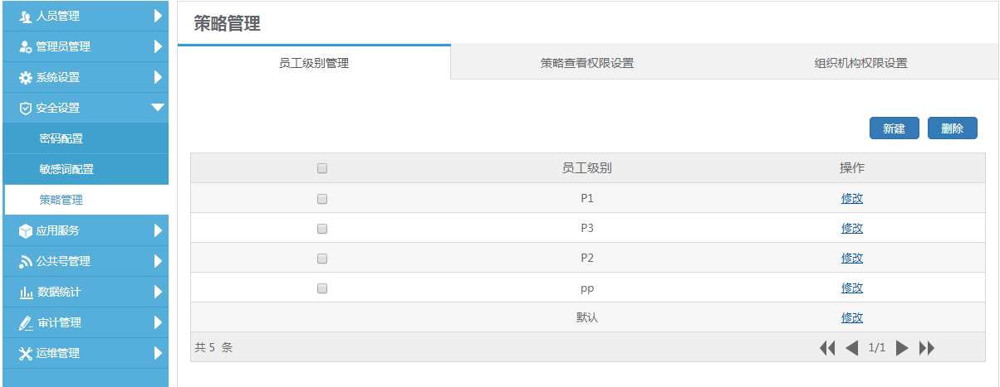 人员管理
管理员管理
系统设置
安全设置
密码配置
敏感词配置
策略管理
应用服务
公共号管理
数据统计
审计管理
运维管理
策略管理
员工级别管理 策略查看权限设置 组织机构权限设置
新建 删除
员工级别 操作
P1 修改
P3 修改
P2 修改
pp 修改
默认 修改
共 5 条 1/1